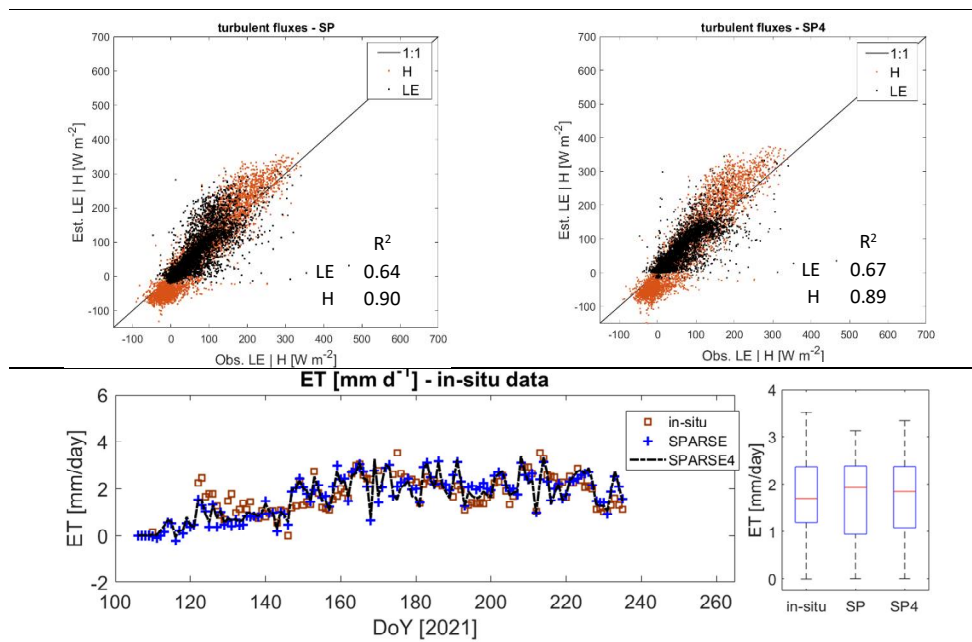 turbulent fluxes - SP
700
600
500
400
300
200
100
0
-100
-100 0 100 200 300 400 500 600 700
Est. LE | H [W m⁻²]
Obs. LE | H [W m⁻²]
1:1
H
LE
R²
LE 0.64
H 0.90
turbulent fluxes - SP4
700
600
500
400
300
200
100
0
-100
-100 0 100 200 300 400 500 600 700
Est. LE | H [W m⁻²]
Obs. LE | H [W m⁻²]
1:1
H
LE
R²
LE 0.67
H 0.89
ET [mm d⁻¹] - in-situ data
6
4
2
0
-2
ET [mm/day]
100 120 140 160 180 200 220 240 260
DoY [2021]
in-situ
SPARSE
SPARSE4
4
3
2
1
0
ET [mm/day]
in-situ SP SP4